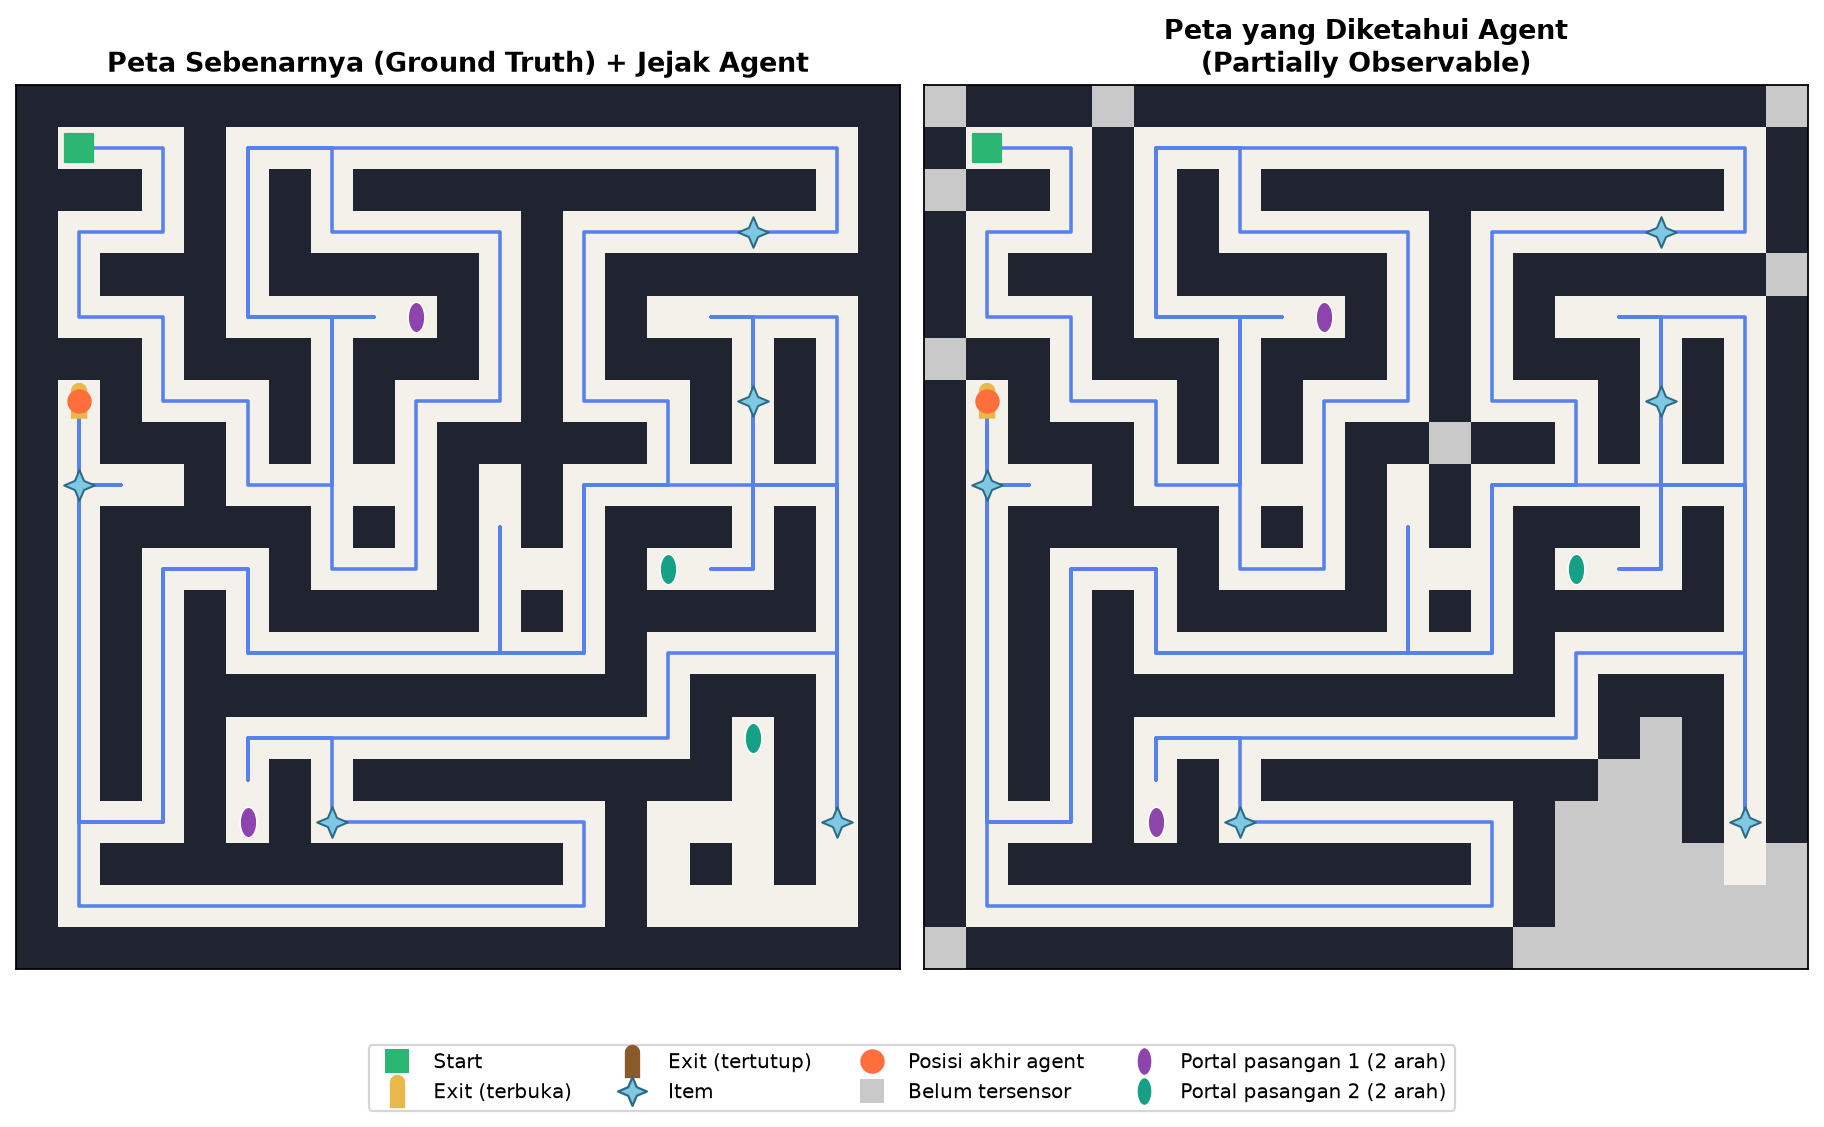 Peta Sebenarnya (Ground Truth) + Jejak Agent
Peta yang Diketahui Agent
(Partially Observable)
Start
Exit (terbuka)
Exit (tertutup)
Item
Posisi akhir agent
Belum tersensor
Portal pasangan 1 (2 arah)
Portal pasangan 2 (2 arah)